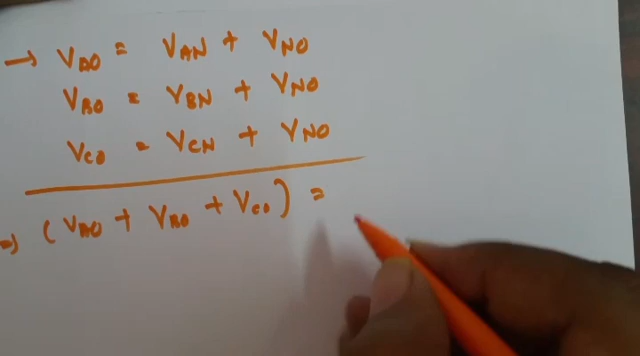 → VAO = VAN + VNO
VBO = VBN + VNO
VCO = VCN + VNO
⇒ (VAO + VBO + VCO) =